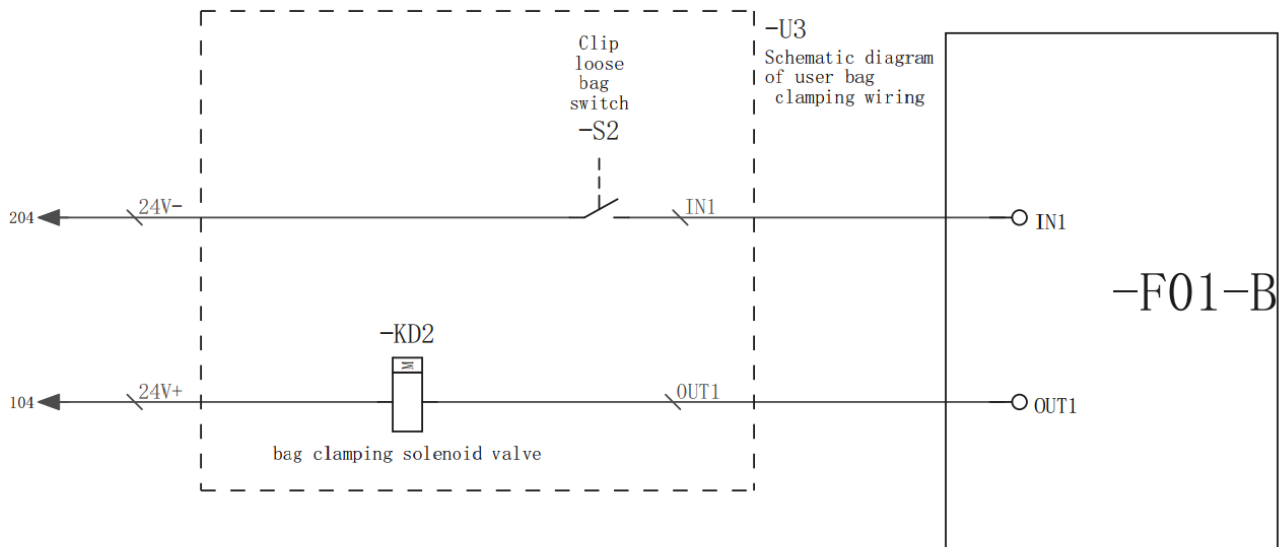 Clip
loose
bag
switch
-S2
-U3
Schematic diagram
of user bag
clamping wiring
204
24V-
IN1
IN1
-F01-B
-KD2
M
104
24V+
OUT1
OUT1
bag clamping solenoid valve